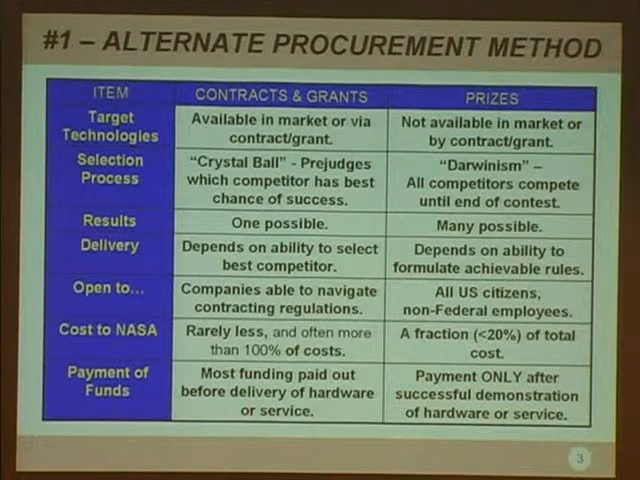 #1 – ALTERNATE PROCUREMENT METHOD
ITEM
CONTRACTS & GRANTS
PRIZES
Target
Technologies
Available in market or via
contract/grant.
Not available in market or
by contract/grant.
Selection
Process
“Crystal Ball” - Prejudges
which competitor has best
chance of success.
“Darwinism” –
All competitors compete
until end of contest.
Results
One possible.
Many possible.
Delivery
Depends on ability to select
best competitor.
Depends on ability to
formulate achievable rules.
Open to…
Companies able to navigate
contracting regulations.
All US citizens,
non-Federal employees.
Cost to NASA
Rarely less, and often more
than 100% of costs.
A fraction (<20%) of total
cost.
Payment of
Funds
Most funding paid out
before delivery of hardware
or service.
Payment ONLY after
successful demonstration
of hardware or service.
3